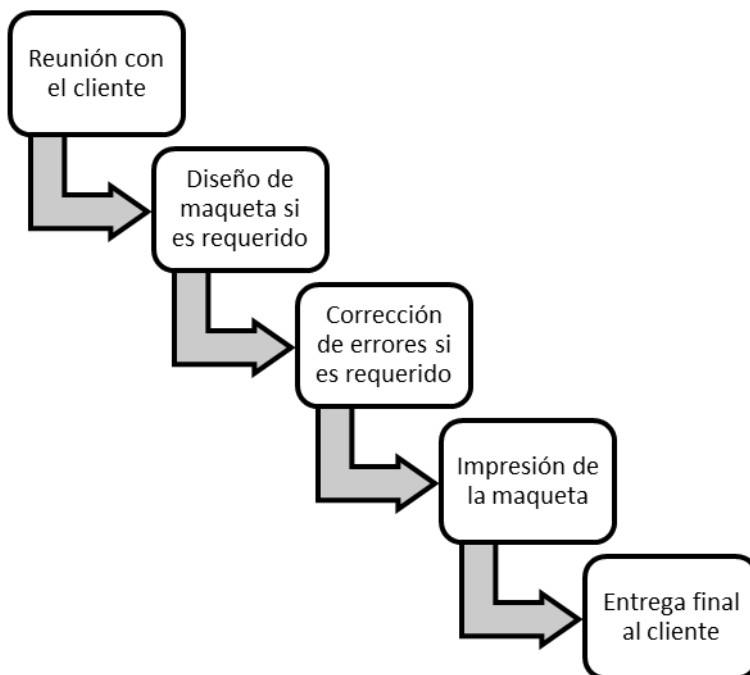 Reunión con
el cliente
Diseño de
maqueta si
es requerido
Corrección
de errores si
es requerido
Impresión de
la maqueta
Entrega final
al cliente